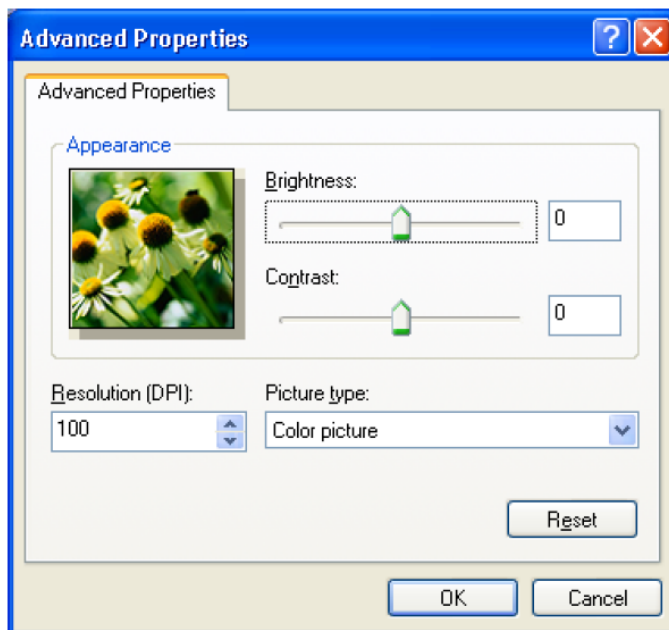 Advanced Properties
Advanced Properties
Appearance
Brightness:
0
Contrast:
0
Resolution (DPI):
100
Picture type:
Color picture
Reset
OK
Cancel